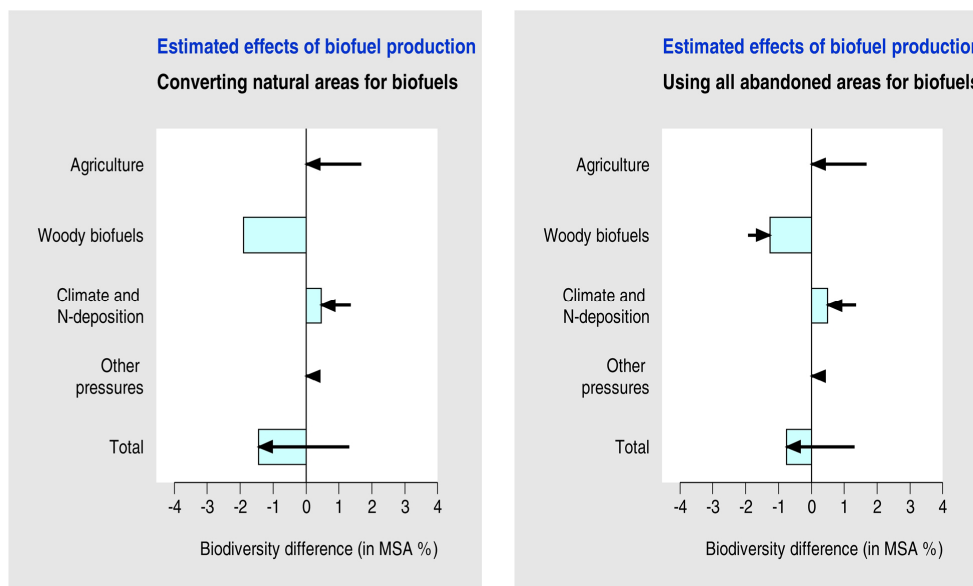 Estimated effects of biofuel production
Converting natural areas for biofuels
Agriculture
Woody biofuels
Climate and
N-deposition
Other
pressures
Total
-4 -3 -2 -1 0 1 2 3 4
Biodiversity difference (in MSA %)
Estimated effects of biofuel production
Using all abandoned areas for biofuels
Agriculture
Woody biofuels
Climate and
N-deposition
Other
pressures
Total
-4 -3 -2 -1 0 1 2 3 4
Biodiversity difference (in MSA %)